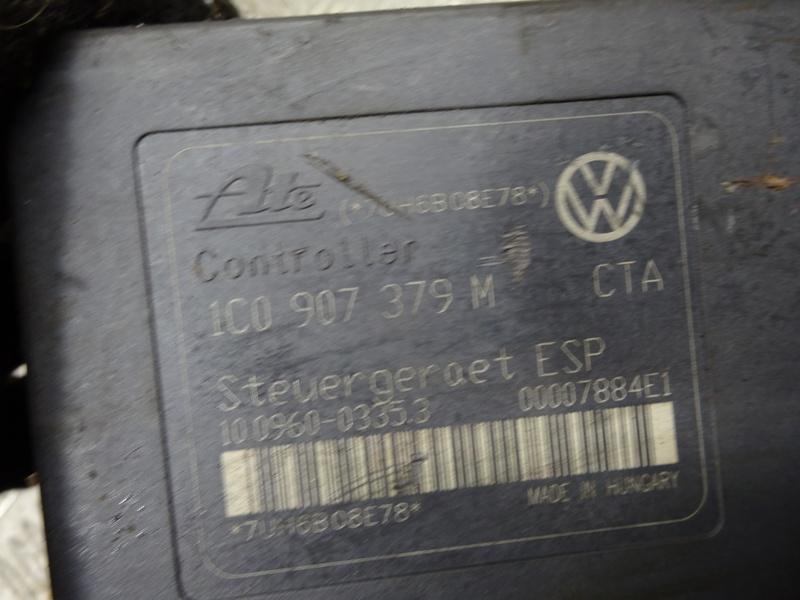 Ate (*7UH6B08E78*)
Controller
1C0 907 379 M CTA
Steuergeraet ESP
10.0960-0335.3 00007884E1
MADE IN HUNGARY
*7UH6B08E78*